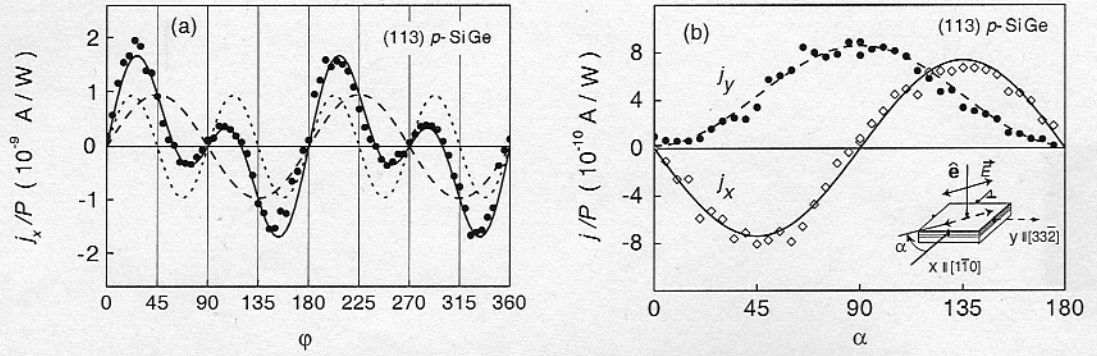 (a)
(113) p-SiGe
j_x/P ( 10⁻⁹ A / W )
2
1
0
-1
-2
0 45 90 135 180 225 270 315 360
φ
(b)
(113) p-SiGe
j/P ( 10⁻¹⁰ A / W )
8
4
0
-4
-8
j_y
j_x
ê
E⃗
y ∥[332̄]
α
x ∥[11̄0]
0 45 90 135 180
α